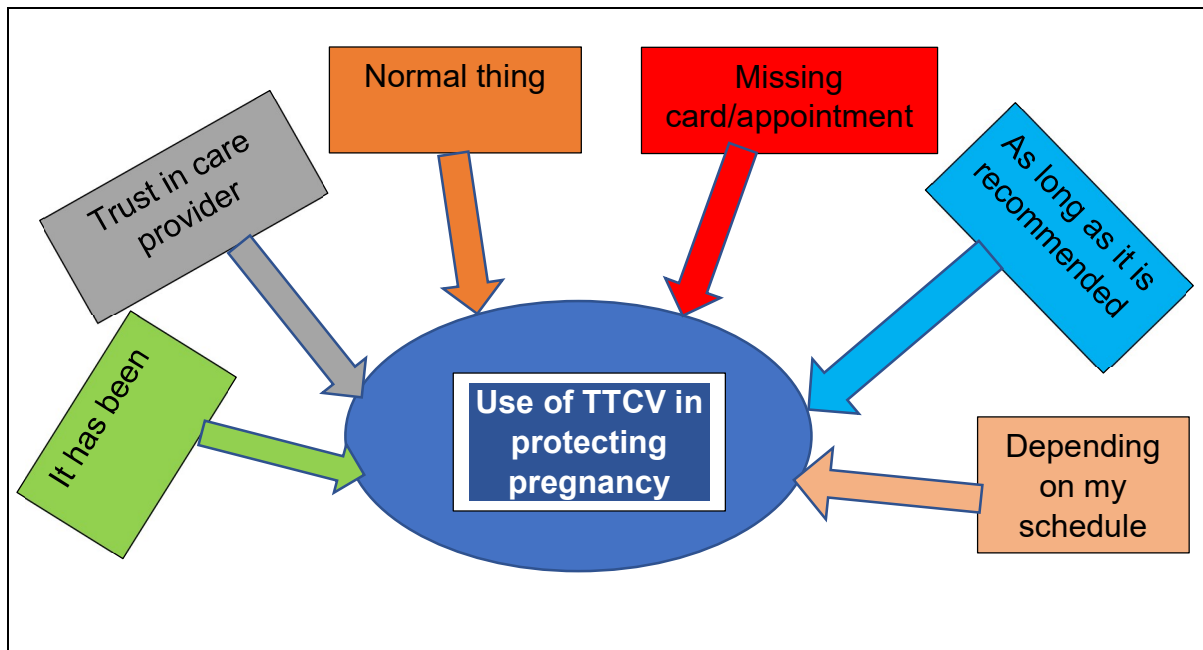 Normal thing
Missing
card/appointment
Trust in care
provider
As long as it is
recommended
It has been
Use of TTCV in
protecting
pregnancy
Depending
on my
schedule